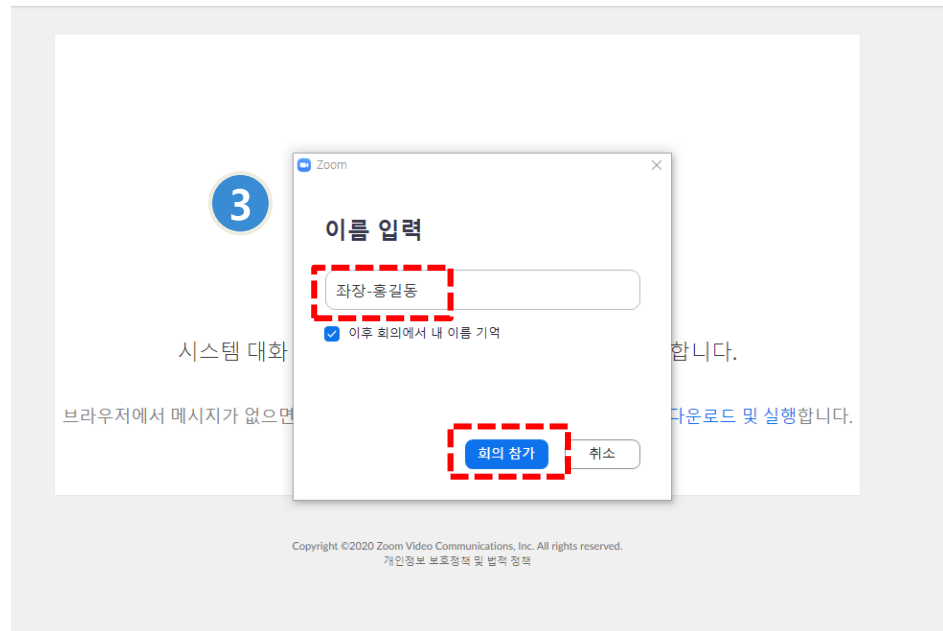 Zoom
3
이름 입력
좌장-홍길동
이후 회의에서 내 이름 기억
시스템 대화
합니다.
브라우저에서 메시지가 없으면
다운로드 및 실행합니다.
회의 참가
취소
Copyright ©2020 Zoom Video Communications, Inc. All rights reserved.
개인정보 보호정책 및 법적 정책